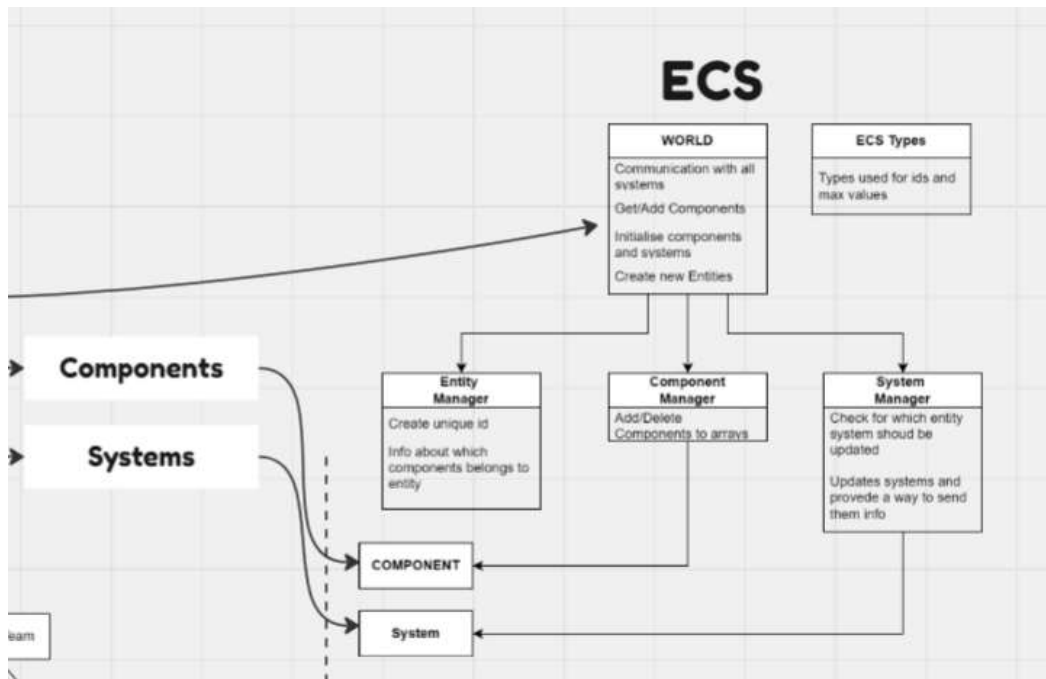 ECS
WORLD
Communication with all
systems
Get/Add Components
Initialise components
and systems
Create new Entities
ECS Types
Types used for ids and
max values
Components
Systems
Entity
Manager
Create unique id
Info about which
components belongs to
entity
Component
Manager
Add/Delete
Components to arrays
System
Manager
Check for which entity
system shoud be
updated
Updates systems and
provede a way to send
them info
COMPONENT
System
eam